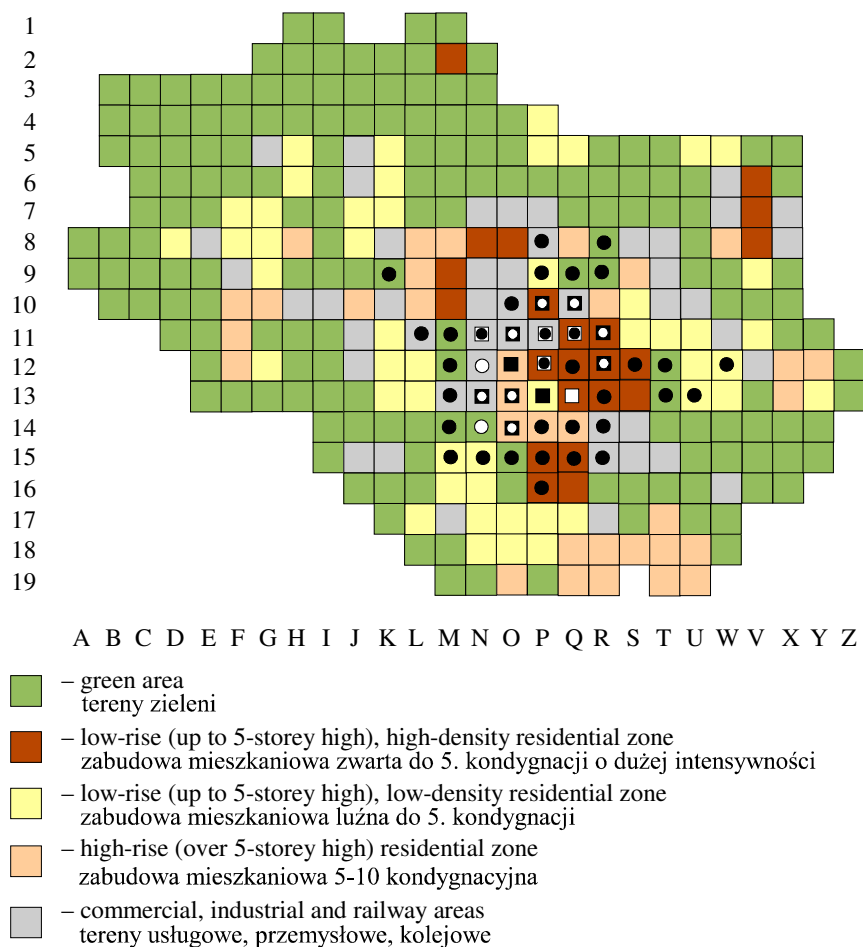 1
2
3
4
5
6
7
8
9
10
11
12
13
14
15
16
17
18
19
A B C D E F G H I J K L M N O P Q R S T U W V X Y Z
– green area
tereny zieleni
– low-rise (up to 5-storey high), high-density residential zone
zabudowa mieszkaniowa zwarta do 5. kondygnacji o dużej intensywności
– low-rise (up to 5-storey high), low-density residential zone
zabudowa mieszkaniowa luźna do 5. kondygnacji
– high-rise (over 5-storey high) residential zone
zabudowa mieszkaniowa 5-10 kondygnacyjna
– commercial, industrial and railway areas
tereny usługowe, przemysłowe, kolejowe